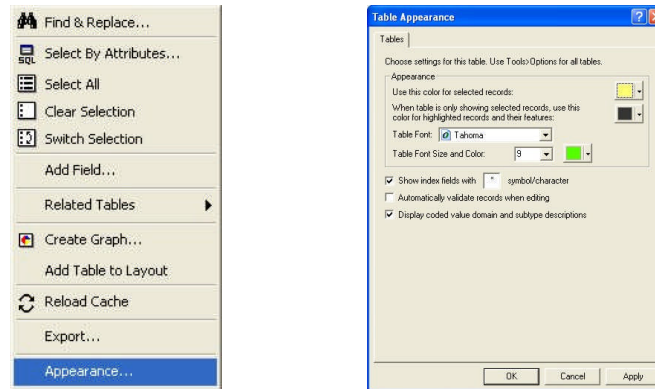 Find & Replace...
SQL
Select By Attributes...
Select All
Clear Selection
Switch Selection
Add Field...
Related Tables
Create Graph...
Add Table to Layout
Reload Cache
Export...
Appearance...
Table Appearance
Tables
Choose settings for this table. Use Tools>Options for all tables.
Appearance
Use this color for selected records:
When table is only showing selected records, use this
color for highlighted records and their features:
Table Font: Tahoma
Table Font Size and Color: 9
Show index fields with * symbol/character
Automatically validate records when editing
Display coded value domain and subtype descriptions
OK Cancel Apply